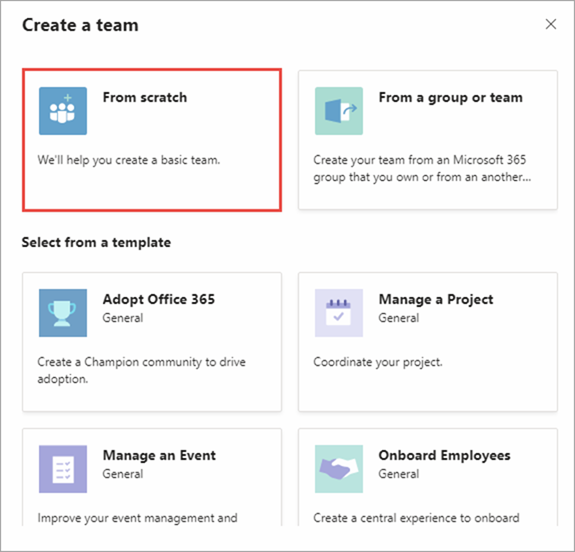 Create a team
From scratch
We'll help you create a basic team.
From a group or team
Create your team from an Microsoft 365
group that you own or from an another...
Select from a template
Adopt Office 365
General
Create a Champion community to drive
adoption.
Manage a Project
General
Coordinate your project.
Manage an Event
General
Improve your event management and
Onboard Employees
General
Create a central experience to onboard